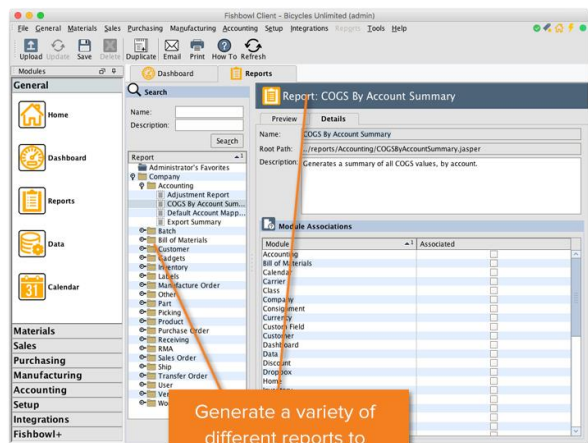 Fishbowl Client - Bicycles Unlimited (admin)
File General Materials Sales Purchasing Manufacturing Accounting Setup Integrations Reports Tools Help
Upload Update Save Delete Duplicate Email Print How To Refresh
Modules
General
Home
Dashboard
Reports
Data
Calendar
Materials
Sales
Purchasing
Manufacturing
Accounting
Setup
Integrations
Fishbowl+
Dashboard
Reports
Search
Name:
Description:
Search
Report 1
Administrator's Favorites
Company
Accounting
Adjustment Report
COGS By Account Sum...
Default Account Mapp...
Export Summary
Batch
Bill of Materials
Customer
Gadgets
Inventory
Labels
Manufacture Order
Other
Part
Picking
Product
Purchase Order
Receiving
RMA
Sales Order
Ship
Transfer Order
User
Ve
Wo
Report: COGS By Account Summary
Preview Details
Name: COGS By Account Summary
Root Path: ../reports/Accounting/COGSByAccountSummary.jasper
Description: Generates a summary of all COGS values, by account.
Module Associations
Module 1 Associated
Accounting
Bill of Materials
Calendar
Carrier
Class
Company
Consignment
Currency
Custom Field
Customer
Dashboard
Data
Discount
Dropbox
Home
Generate a variety of
different reports to